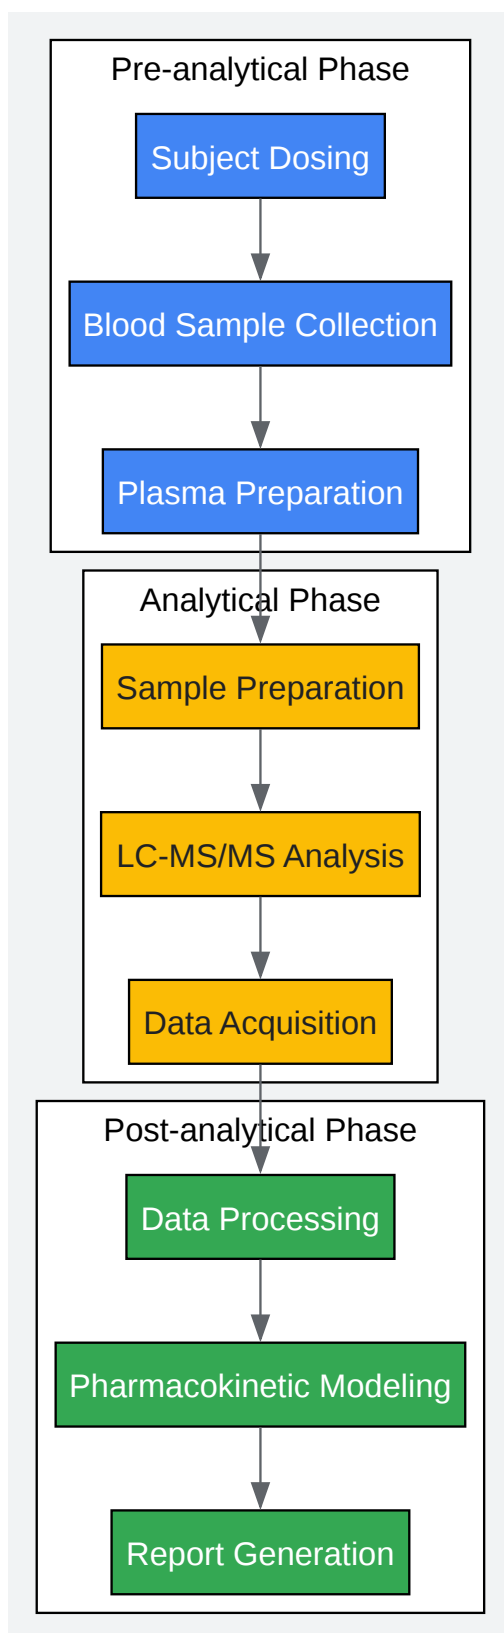 Pre-analytical Phase
Subject Dosing
Blood Sample Collection
Plasma Preparation
Analytical Phase
Sample Preparation
LC-MS/MS Analysis
Data Acquisition
Post-analytical Phase
Data Processing
Pharmacokinetic Modeling
Report Generation